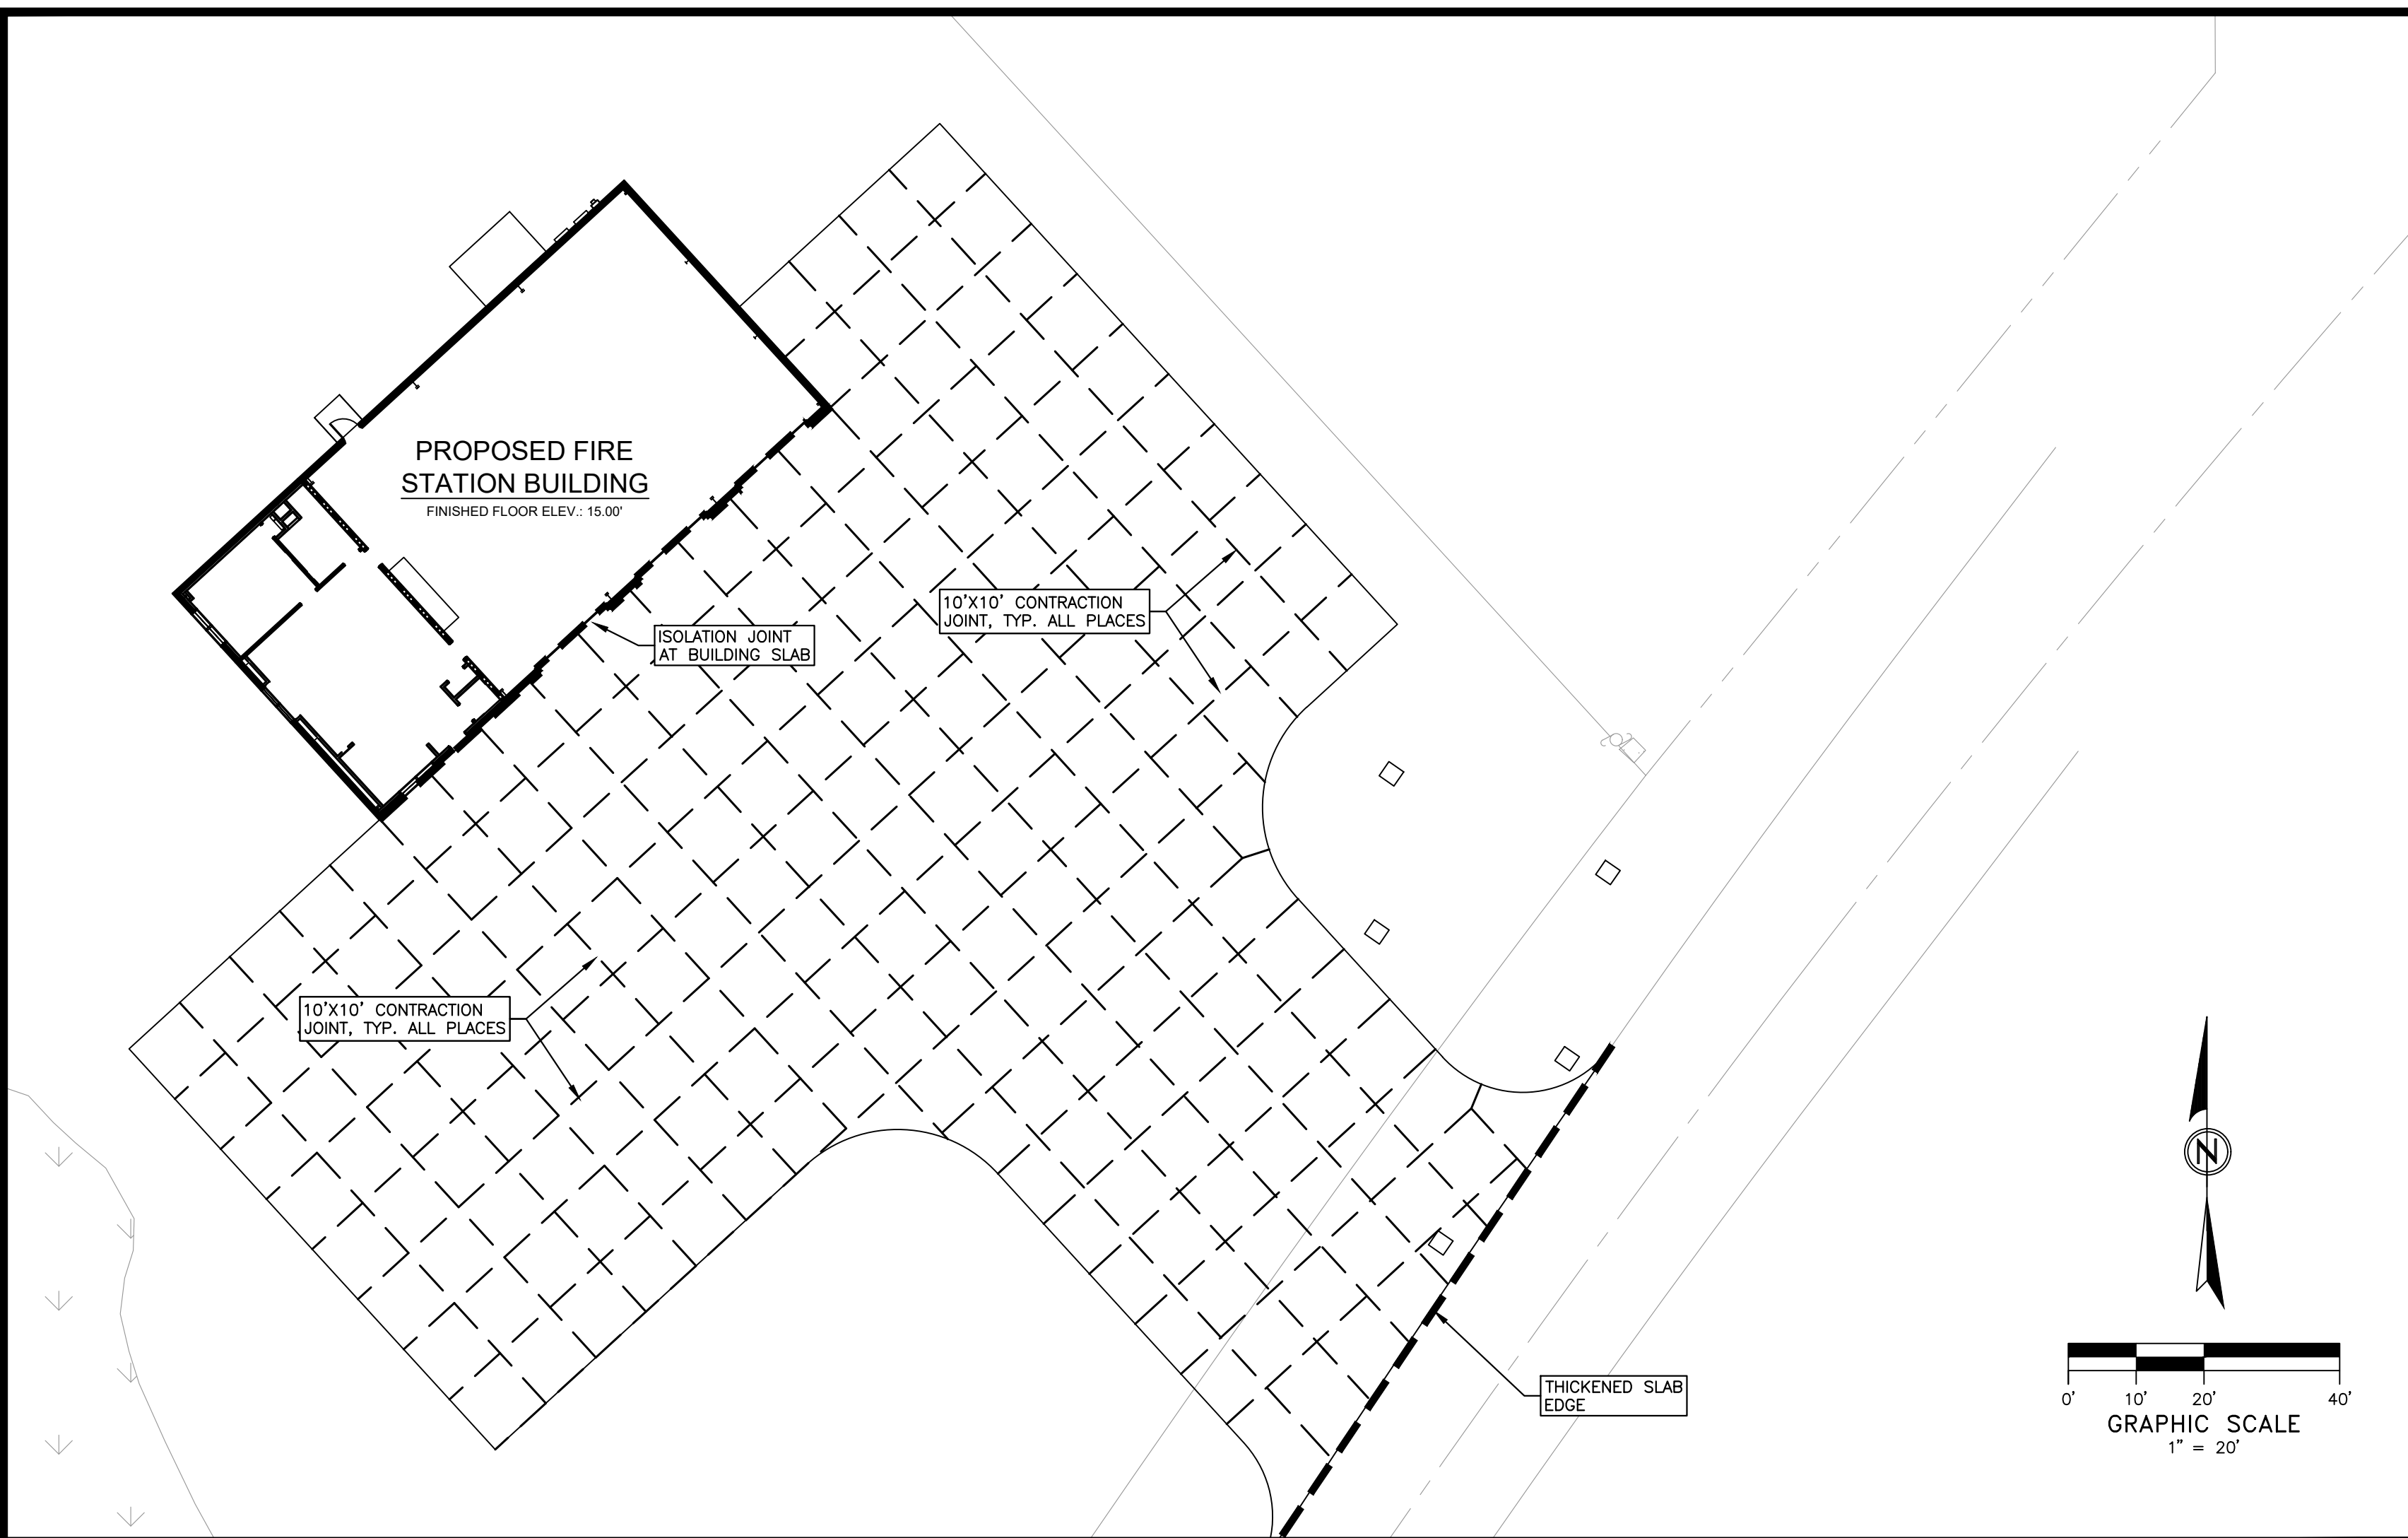 PROPOSED FIRE
STATION BUILDING
FINISHED FLOOR ELEV.: 15.00'
ISOLATION JOINT
AT BUILDING SLAB
10'X10' CONTRACTION
JOINT, TYP. ALL PLACES
10'X10' CONTRACTION
JOINT, TYP. ALL PLACES
THICKENED SLAB
EDGE
N
0' 10' 20' 40'
GRAPHIC SCALE
1" = 20'